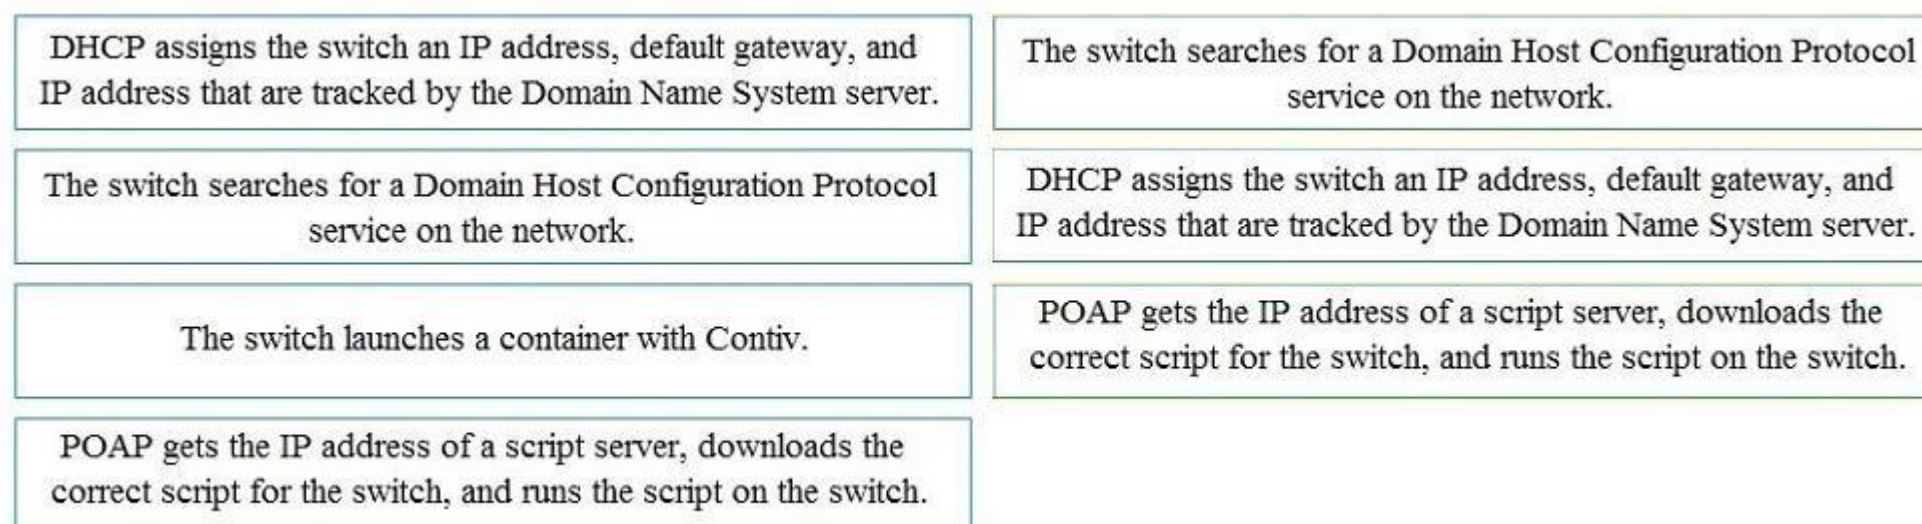 DHCP assigns the switch an IP address, default gateway, and
IP address that are tracked by the Domain Name System server.
The switch searches for a Domain Host Configuration Protocol
service on the network.
The switch launches a container with Contiv.
POAP gets the IP address of a script server, downloads the
correct script for the switch, and runs the script on the switch.
The switch searches for a Domain Host Configuration Protocol
service on the network.
DHCP assigns the switch an IP address, default gateway, and
IP address that are tracked by the Domain Name System server.
POAP gets the IP address of a script server, downloads the
correct script for the switch, and runs the script on the switch.